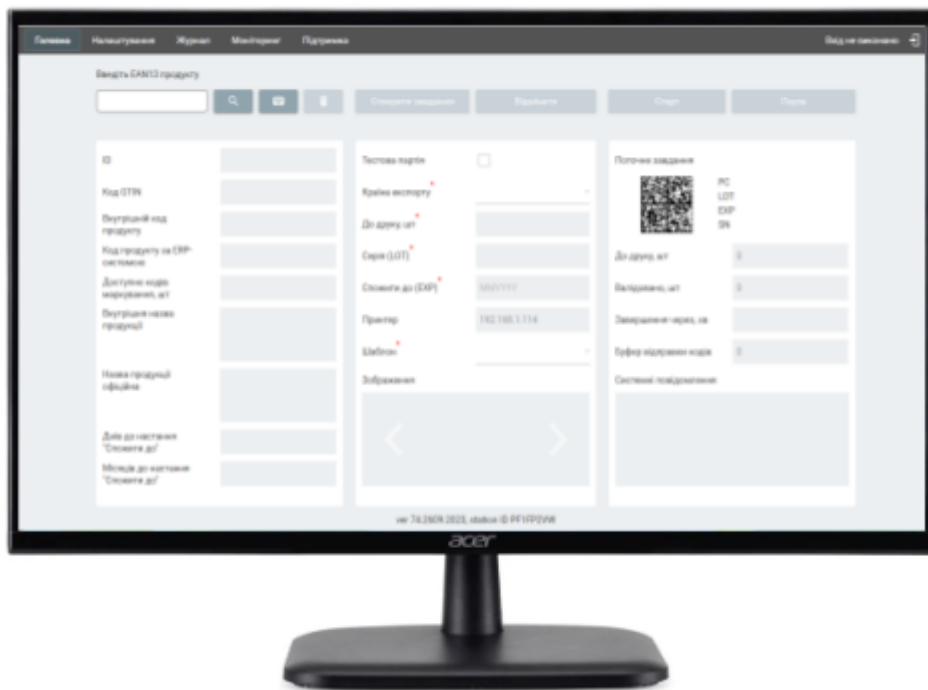 Головна Налаштування Журнал Моніторинг Підтримка Вхід не виконано
Введіть EAN13 продукту
Створити завдання Відмінити Старт Пауза
ID
Код GTIN
Внутрішній код
продукту
Код продукту за ERP-
системою
Доступно кодів
маркування, шт
Внутрішня назва
продукції
Назва продукції
офіційна
Днів до настання
"Спожити до"
Місяців до настання
"Спожити до"
Тестова партія
Країна експорту*
До друку, шт*
Серія (LOT)*
Спожити до (EXP)* MMYYYY
Принтер 192.168.1.114
Шаблон*
Зображення
Поточне завдання
PC
LOT
EXP
SN
До друку, шт 0
Валідовано, шт 0
Завершення через, хв
Буфер відправки кодів 0
Системні повідомлення
ver 7.6.2609.2023, station ID PF1FP2VW
acer